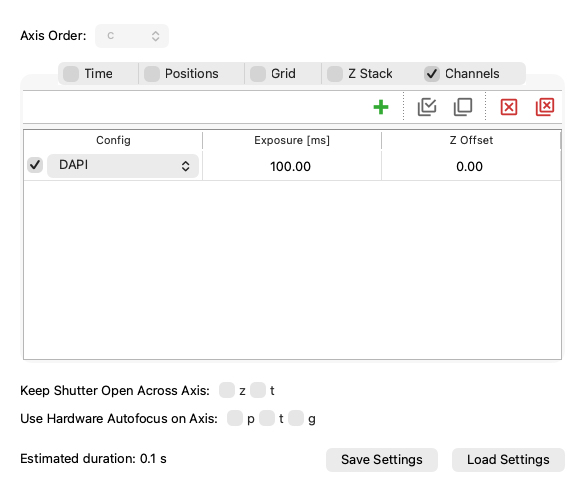 Axis Order: c
Time Positions Grid Z Stack Channels
Config Exposure [ms] Z Offset
DAPI 100.00 0.00
Keep Shutter Open Across Axis: z t
Use Hardware Autofocus on Axis: p t g
Estimated duration: 0.1 s Save Settings Load Settings